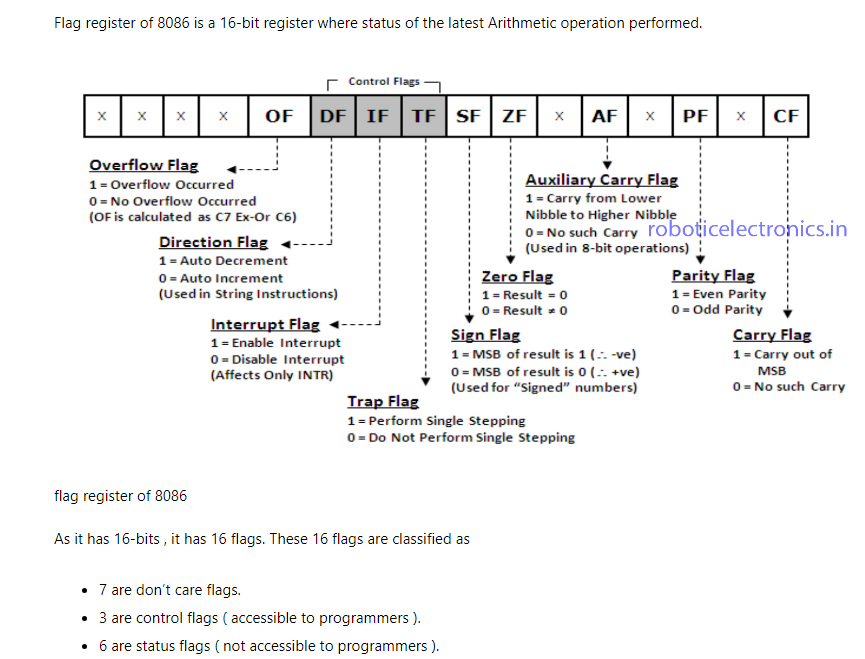 Flag register of 8086 is a 16-bit register where status of the latest Arithmetic operation performed.
Control Flags
x x x x OF DF IF TF SF ZF x AF x PF x CF
Overflow Flag
1 = Overflow Occurred
0 = No Overflow Occurred
(OF is calculated as C7 Ex-Or C6)
Direction Flag
1 = Auto Decrement
0 = Auto Increment
(Used in String Instructions)
Interrupt Flag
1 = Enable Interrupt
0 = Disable Interrupt
(Affects Only INTR)
Trap Flag
1 = Perform Single Stepping
0 = Do Not Perform Single Stepping
Sign Flag
1 = MSB of result is 1 (∴ -ve)
0 = MSB of result is 0 (∴ +ve)
(Used for “Signed” numbers)
Zero Flag
1 = Result = 0
0 = Result ≠ 0
Auxiliary Carry Flag
1 = Carry from Lower
Nibble to Higher Nibble
0 = No such Carry
(Used in 8-bit operations)
roboticelectronics.in
Parity Flag
1 = Even Parity
0 = Odd Parity
Carry Flag
1 = Carry out of
MSB
0 = No such Carry
flag register of 8086
As it has 16-bits , it has 16 flags. These 16 flags are classified as
• 7 are don’t care flags.
• 3 are control flags ( accessible to programmers ).
• 6 are status flags ( not accessible to programmers ).